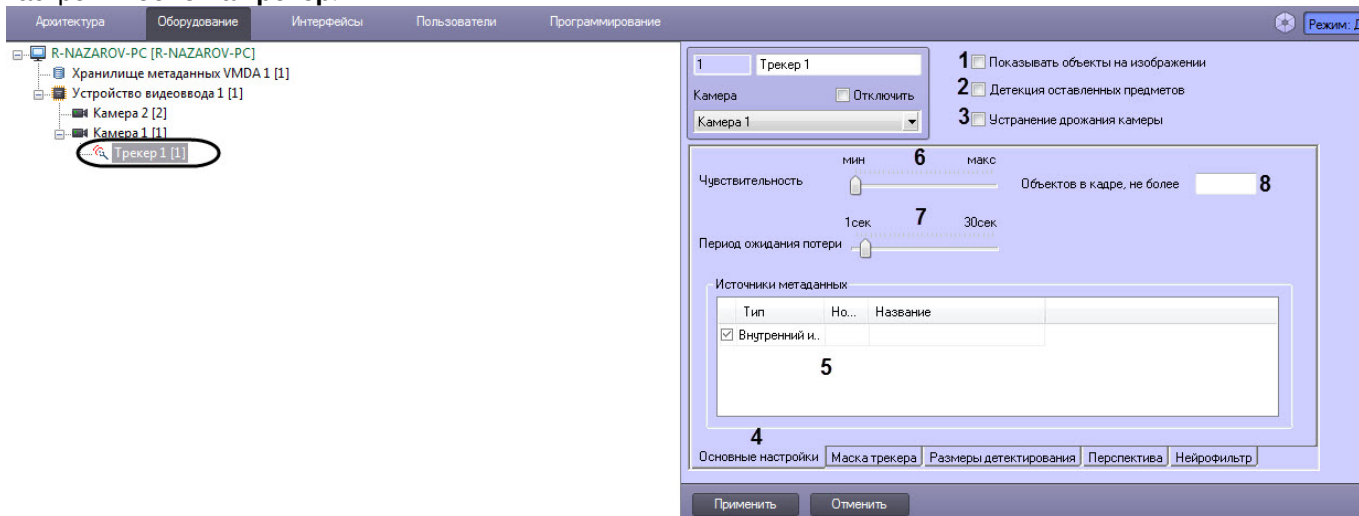 Архитектура Оборудование Интерфейсы Пользователи Программирование Режим: Д
R-NAZAROV-PC [R-NAZAROV-PC]
Хранилище метаданных VMDA 1 [1]
Устройство видеоввода 1 [1]
Камера 2 [2]
Камера 1 [1]
Трекер 1 [1]
1 Трекер 1
Камера Отключить
Камера 1
1 Показывать объекты на изображении
2 Детекция оставленных предметов
3 Устранение дрожания камеры
мин 6 макс
Чувствительность Объектов в кадре, не более 8
1сек 7 30сек
Период ожидания потери
Источники метаданных
Тип Но... Название
Внутренний и..
5
4
Основные настройки Маска трекера Размеры детектирования Перспектива Нейрофильтр
Применить Отменить